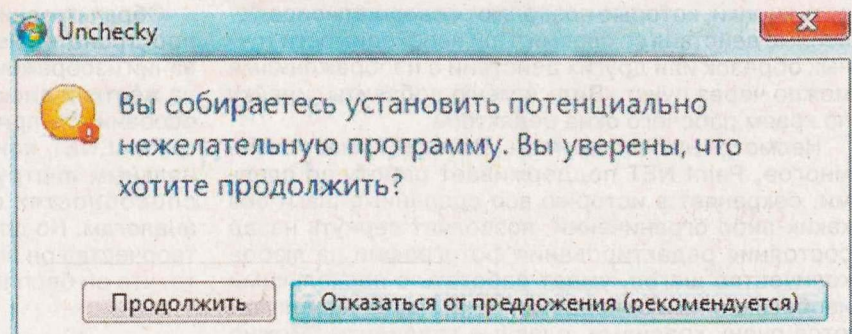 Unchecky
Вы собираетесь установить потенциально
нежелательную программу. Вы уверены, что
хотите продолжить?
Продолжить
Отказаться от предложения (рекомендуется)